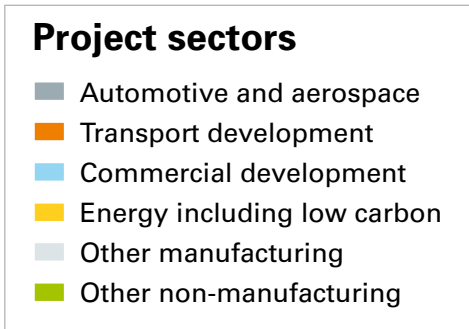 Project sectors
Automotive and aerospace
Transport development
Commercial development
Energy including low carbon
Other manufacturing
Other non-manufacturing